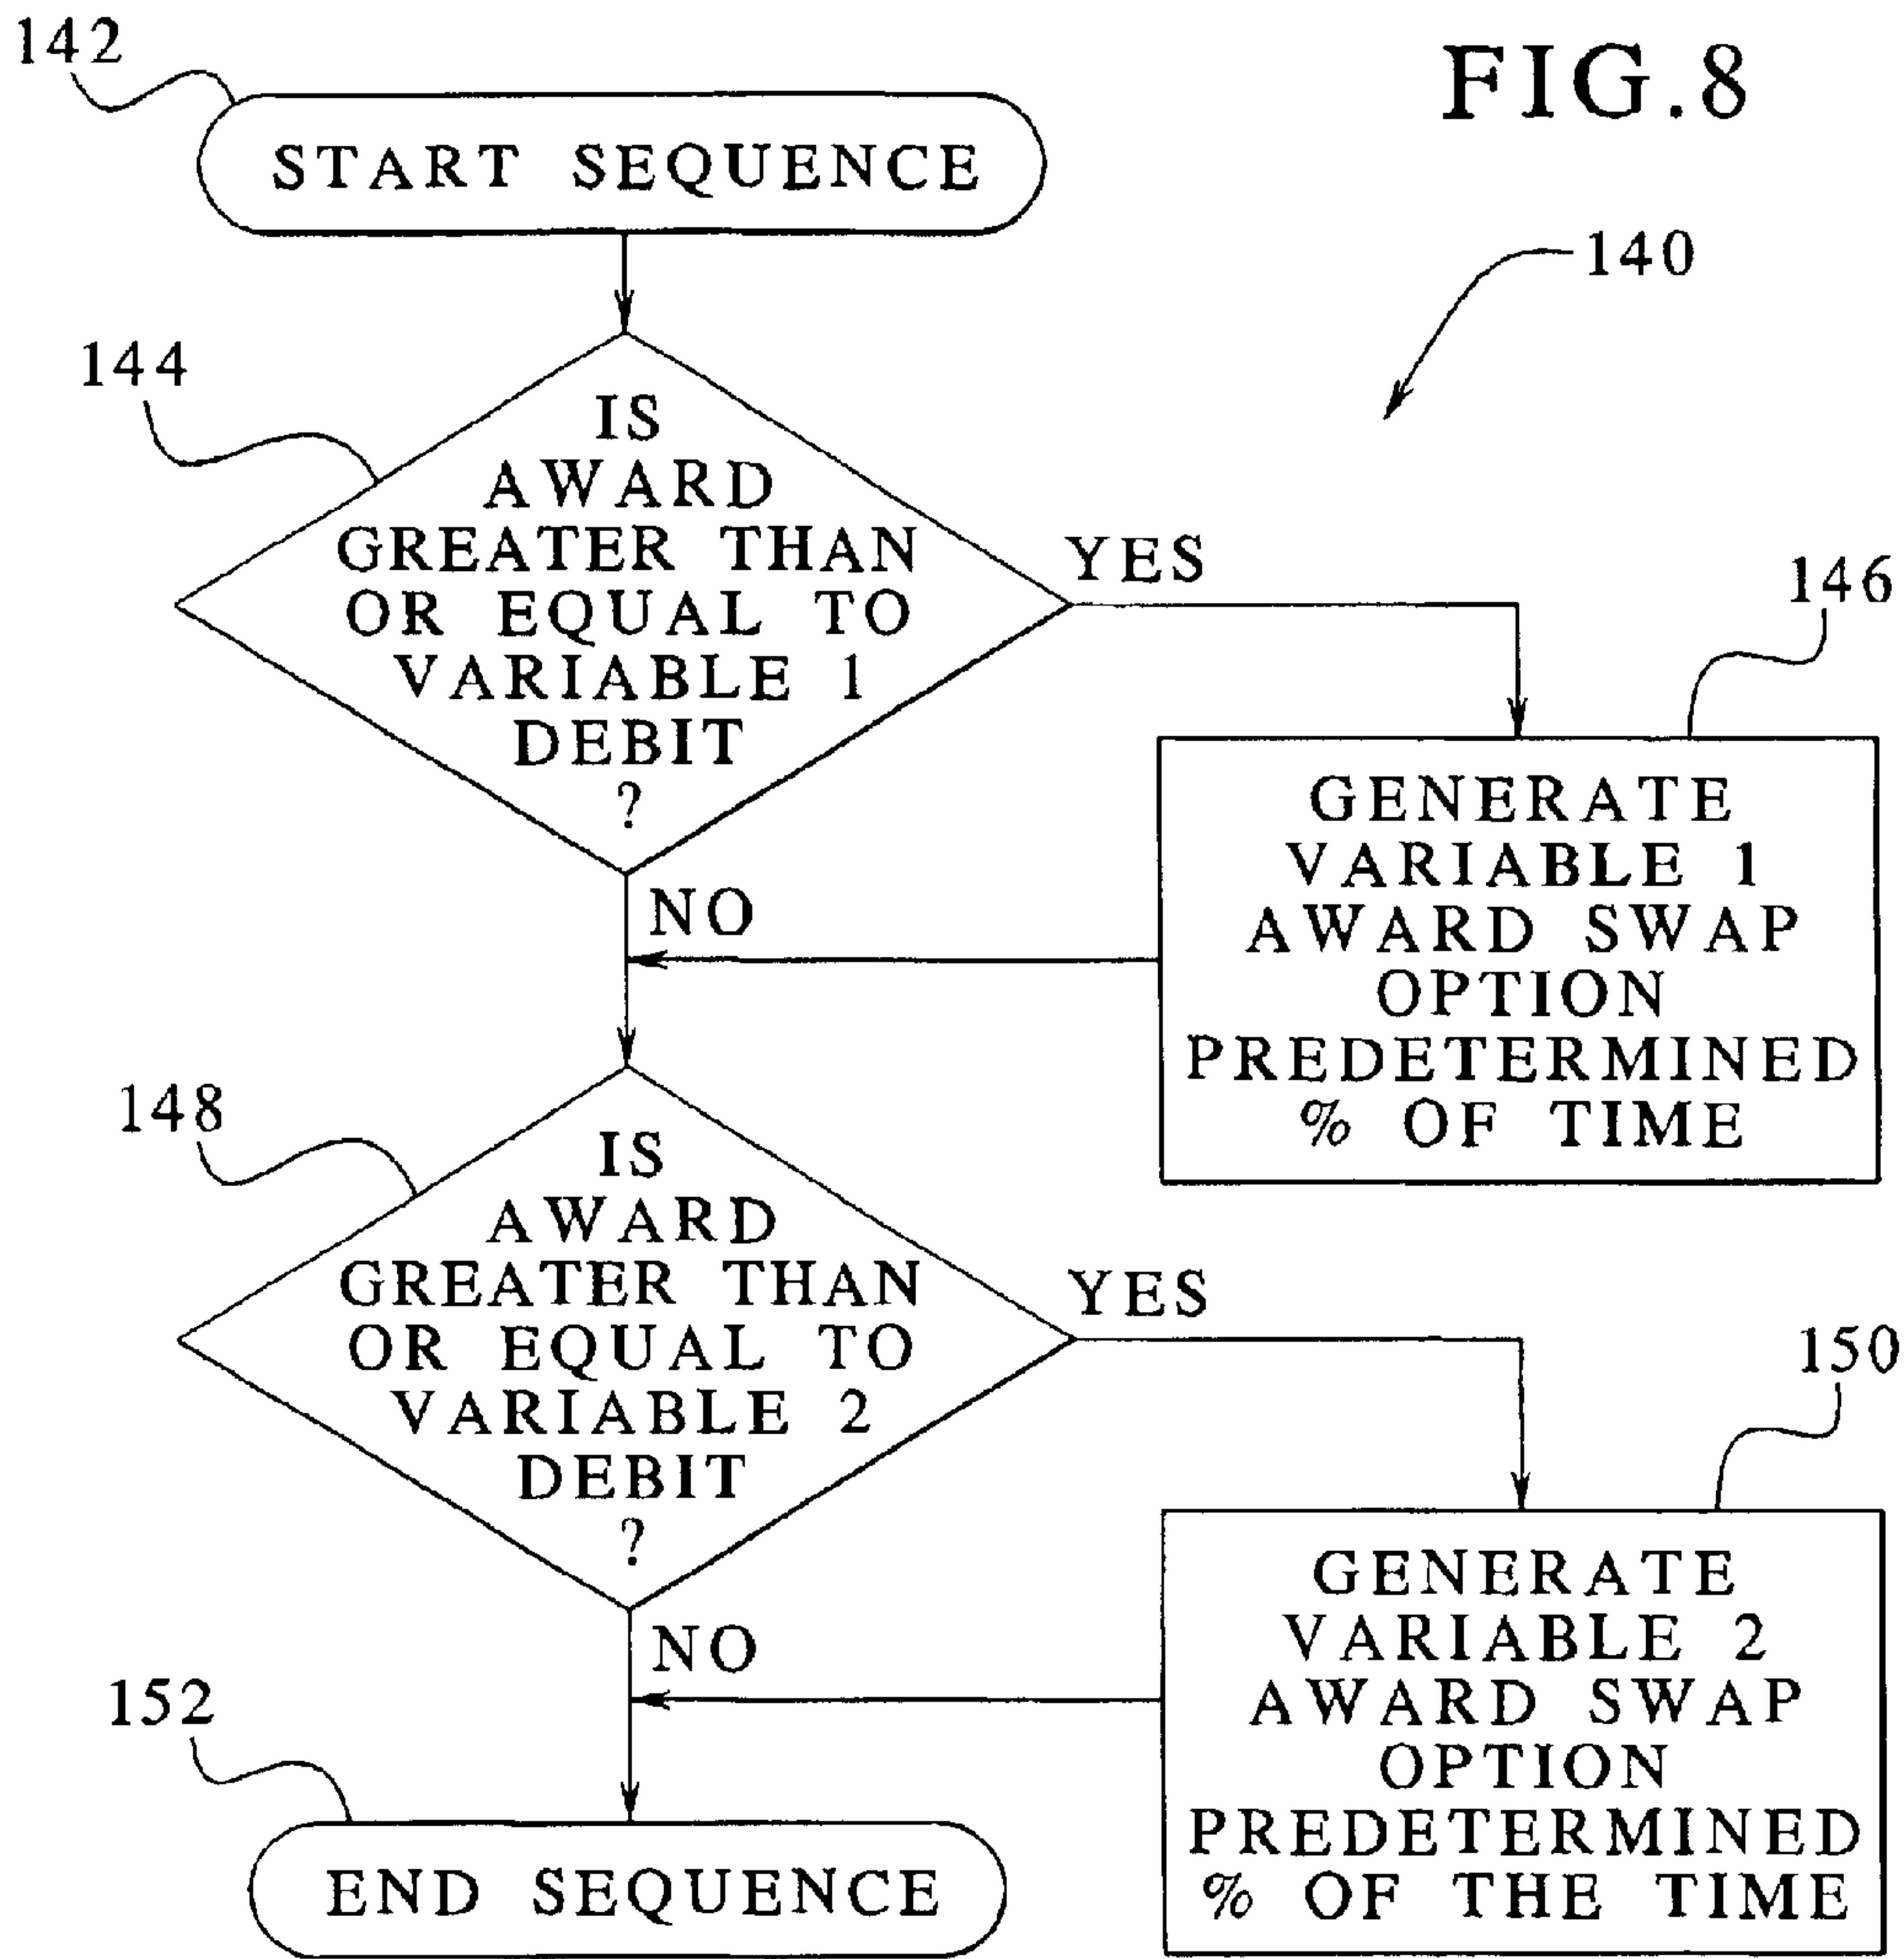 FIG.8
142
START SEQUENCE
140
144
IS
AWARD
GREATER THAN
OR EQUAL TO
VARIABLE 1
DEBIT
?
YES
NO
146
GENERATE
VARIABLE 1
AWARD SWAP
OPTION
PREDETERMINED
% OF TIME
148
IS
AWARD
GREATER THAN
OR EQUAL TO
VARIABLE 2
DEBIT
?
YES
NO
150
GENERATE
VARIABLE 2
AWARD SWAP
OPTION
PREDETERMINED
% OF THE TIME
152
END SEQUENCE